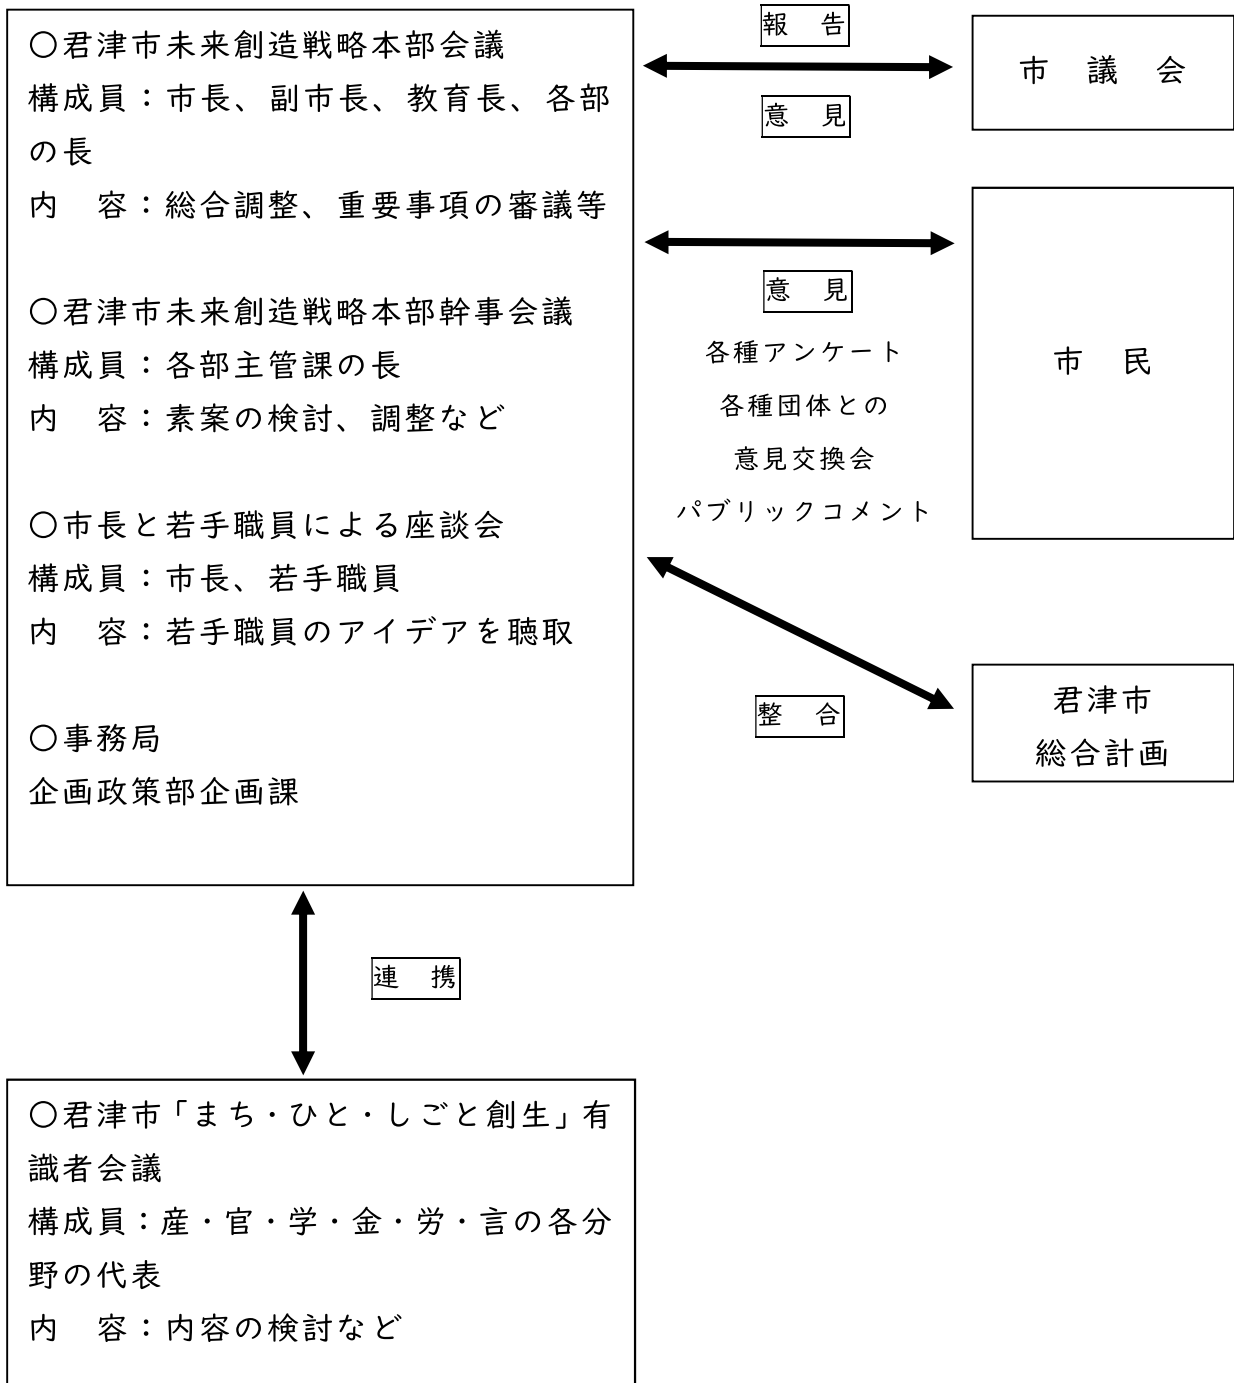 〇君津市未来創造戦略本部会議
構成員：市長、副市長、教育長、各部
の長
内　容：総合調整、重要事項の審議等
〇君津市未来創造戦略本部幹事会議
構成員：各部主管課の長
内　容：素案の検討、調整など
〇市長と若手職員による座談会
構成員：市長、若手職員
内　容：若手職員のアイデアを聴取
〇事務局
企画政策部企画課
報　告
意　見
市　議　会
意　見
各種アンケート
各種団体との
意見交換会
パブリックコメント
市　民
整　合
君津市
総合計画
連　携
〇君津市「まち・ひと・しごと創生」有
識者会議
構成員：産・官・学・金・労・言の各分
野の代表
内　容：内容の検討など